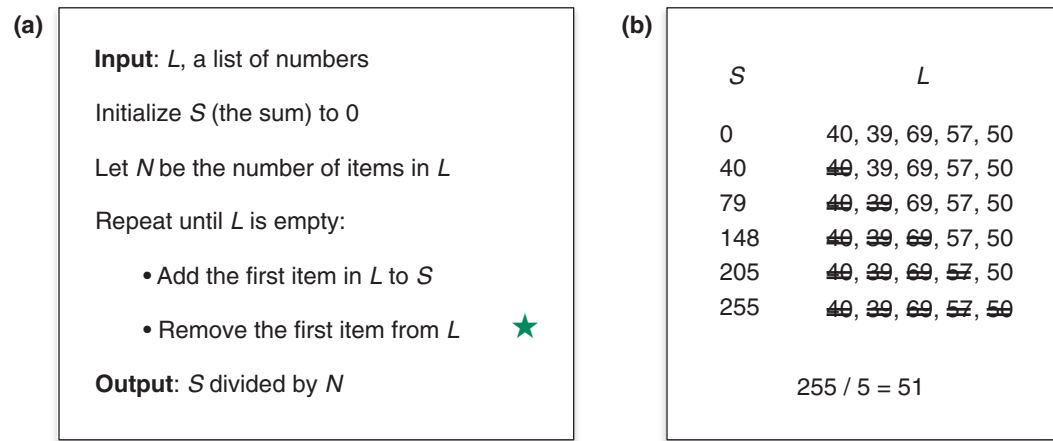 (a)
Input: L, a list of numbers
Initialize S (the sum) to 0
Let N be the number of items in L
Repeat until L is empty:
• Add the first item in L to S
• Remove the first item from L
Output: S divided by N
(b)
S L
0 40, 39, 69, 57, 50
40 40, 39, 69, 57, 50
79 40, 39, 69, 57, 50
148 40, 39, 69, 57, 50
205 40, 39, 69, 57, 50
255 40, 39, 69, 57, 50
255 / 5 = 51